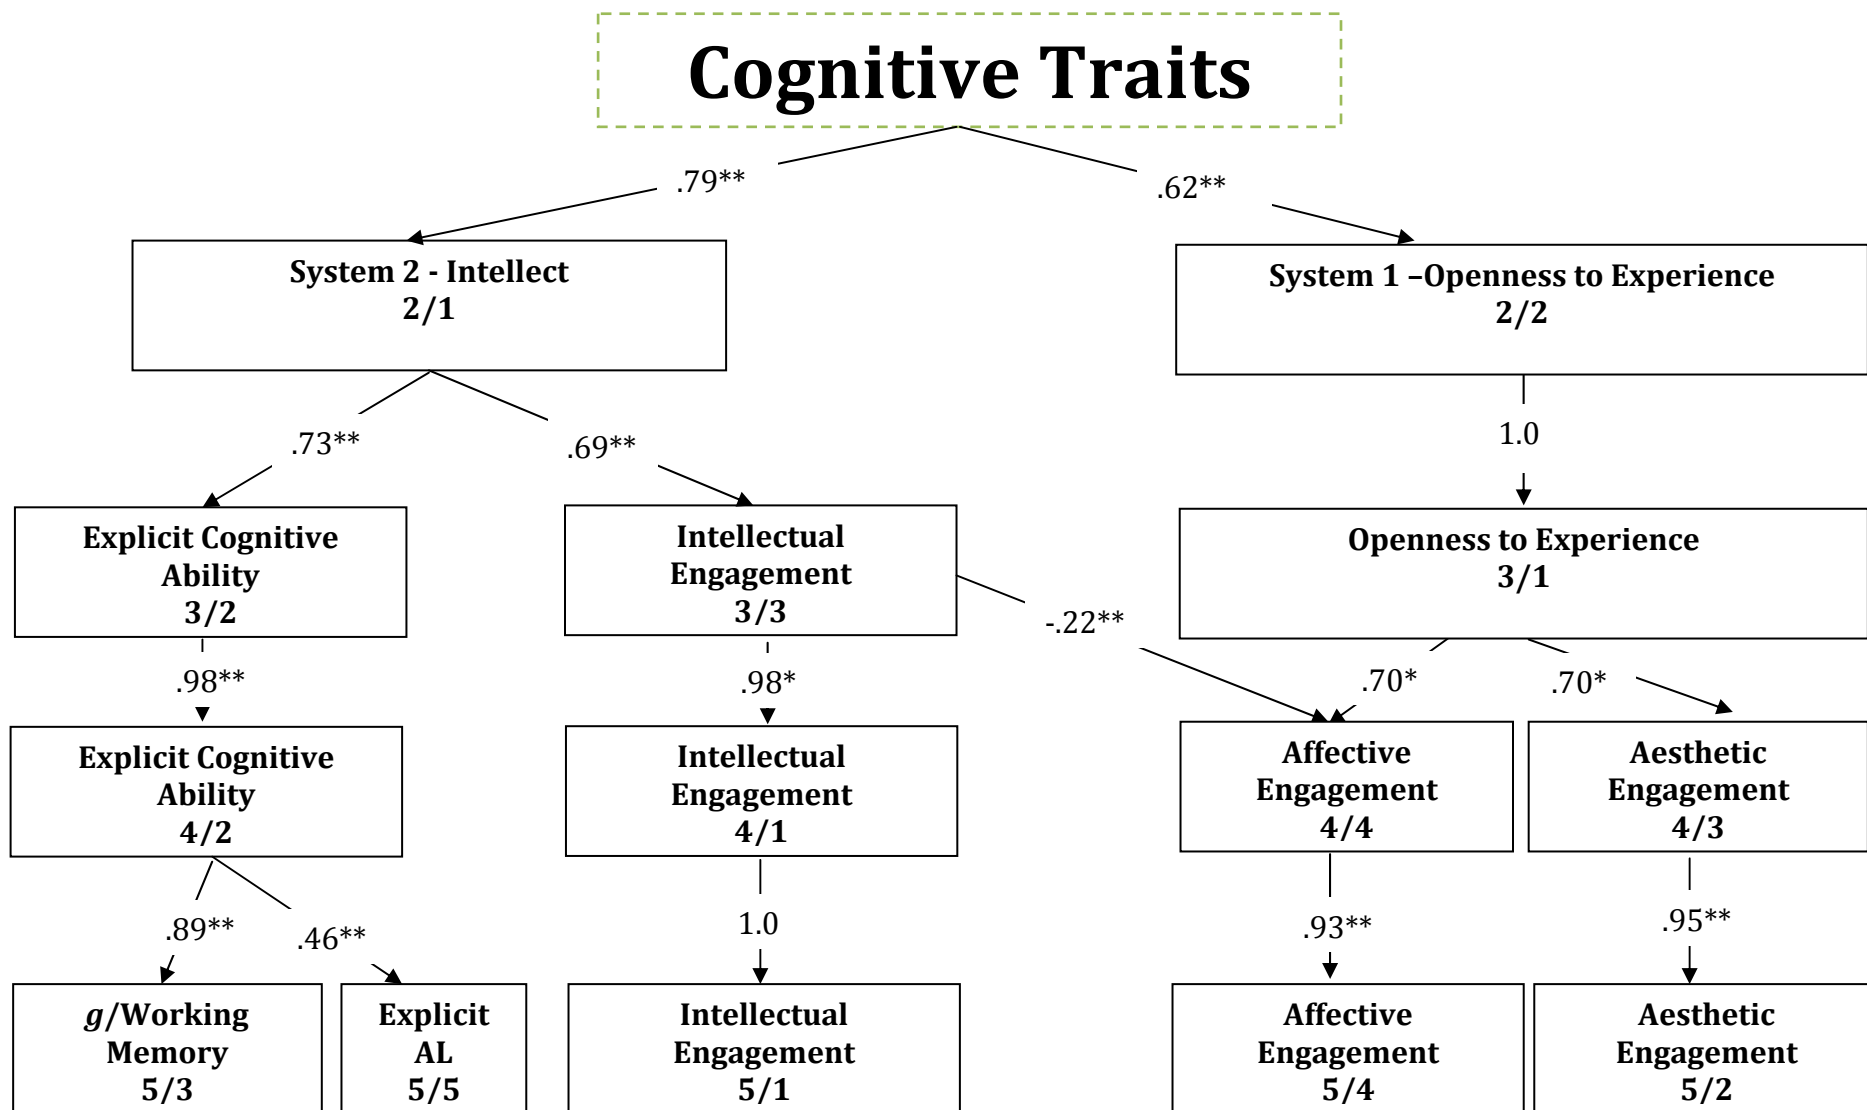 Cognitive Traits
.79**
.62**
System 2 - Intellect
2/1
System 1 –Openness to Experience
2/2
.73**
.69**
1.0
Explicit Cognitive
Ability
3/2
Intellectual
Engagement
3/3
Openness to Experience
3/1
-.22**
.98**
.98*
.70*
.70*
Explicit Cognitive
Ability
4/2
Intellectual
Engagement
4/1
Affective
Engagement
4/4
Aesthetic
Engagement
4/3
.89**
.46**
1.0
.93**
.95**
g/Working
Memory
5/3
Explicit
AL
5/5
Intellectual
Engagement
5/1
Affective
Engagement
5/4
Aesthetic
Engagement
5/2